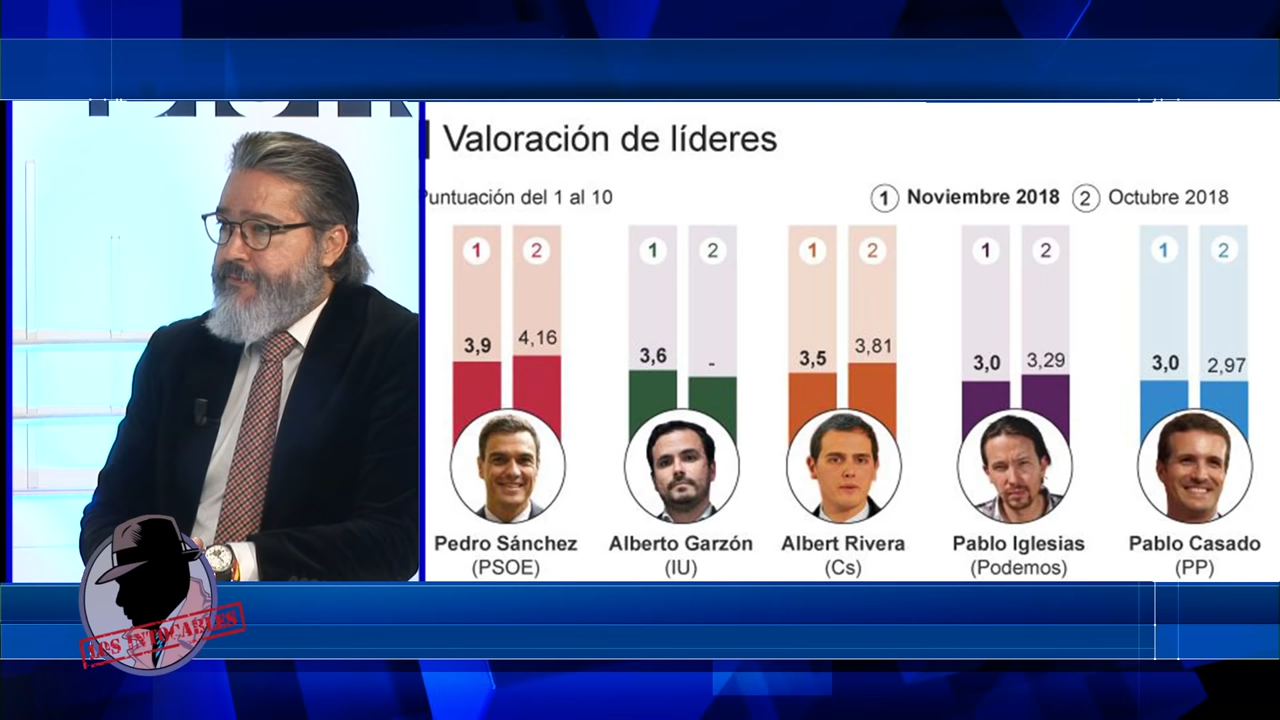 Valoración de líderes
Puntuación del 1 al 10
1 Noviembre 2018 2 Octubre 2018
1 2 1 2 1 2 1 2 1 2
3,9 4,16 3,6 - 3,5 3,81 3,0 3,29 3,0 2,97
Pedro Sánchez Alberto Garzón Albert Rivera Pablo Iglesias Pablo Casado
(PSOE) (IU) (Cs) (Podemos) (PP)
LOS INTOCABLES